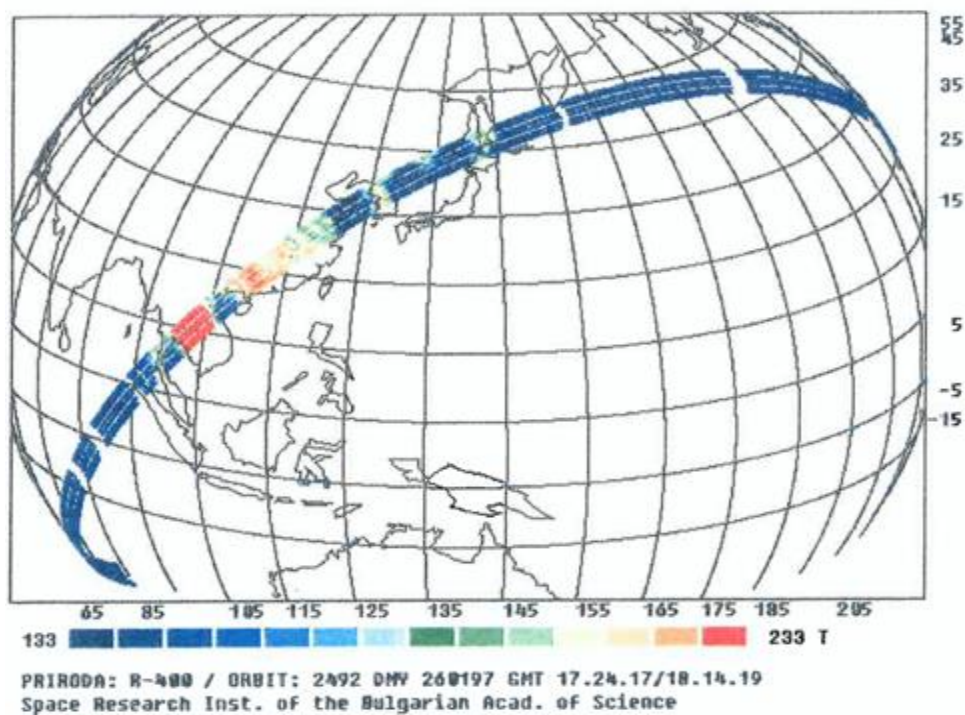 55
45
35
25
15
5
-5
-15
65 85 105 115 125 135 145 155 165 175 185 205
133 233 T
PRIRODA: R-400 / ORBIT: 2492 DMY 260197 GMT 17.24.17/18.14.19
Space Research Inst. of the Bulgarian Acad. of Science